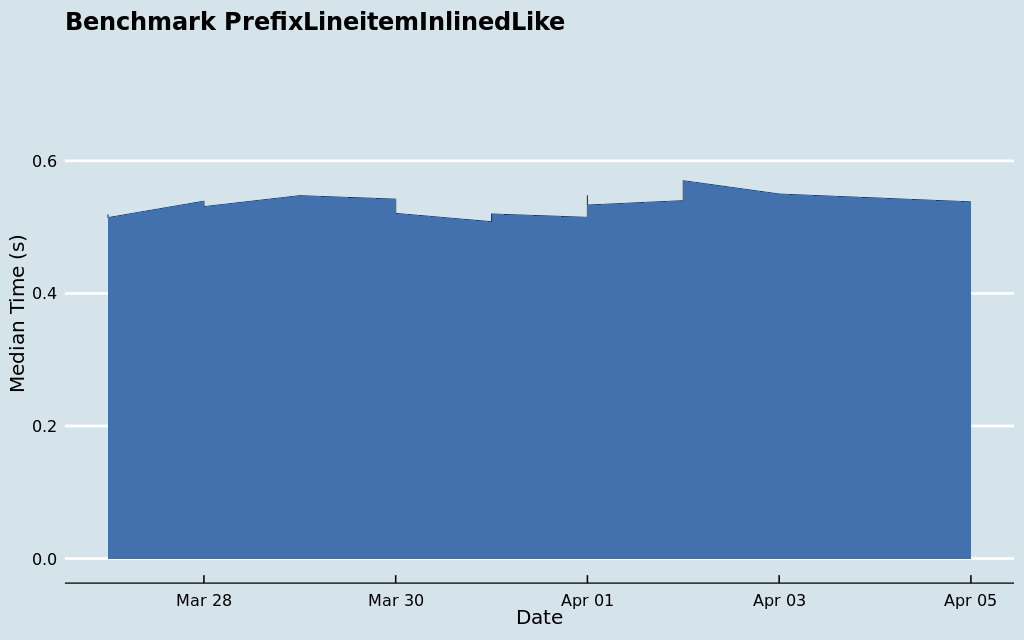 Benchmark PrefixLineitemInlinedLike
0.6
0.4
0.2
0.0
Median Time (s)
Mar 28
Mar 30
Apr 01
Apr 03
Apr 05
Date